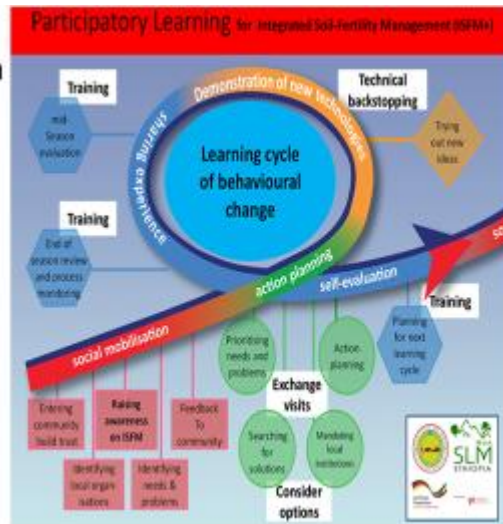 Participatory Learning for Integrated Soil Fertility Management (ISFM+)
Training
mid-
Season
evaluation
Demonstration of new technologies
Technical
backstopping
Trying
out new
ideas
sharing experience
Learning cycle
of behavioural
change
Training
End of
season review
and process
monitoring
action planning
self-evaluation
social mobilisation
Training
Planning
for next
learning
cycle
Prioritising
needs and
problems
Action
planning
Exchange
visits
Entering
community
build trust
Raising
awareness
on ISFM
Feedback
To
community
Searching
for
solutions
Mandating
local
institutions
Identifying
local organ
isations
Identifying
needs &
problems
Consider
options
SLM
ETHIOPIA